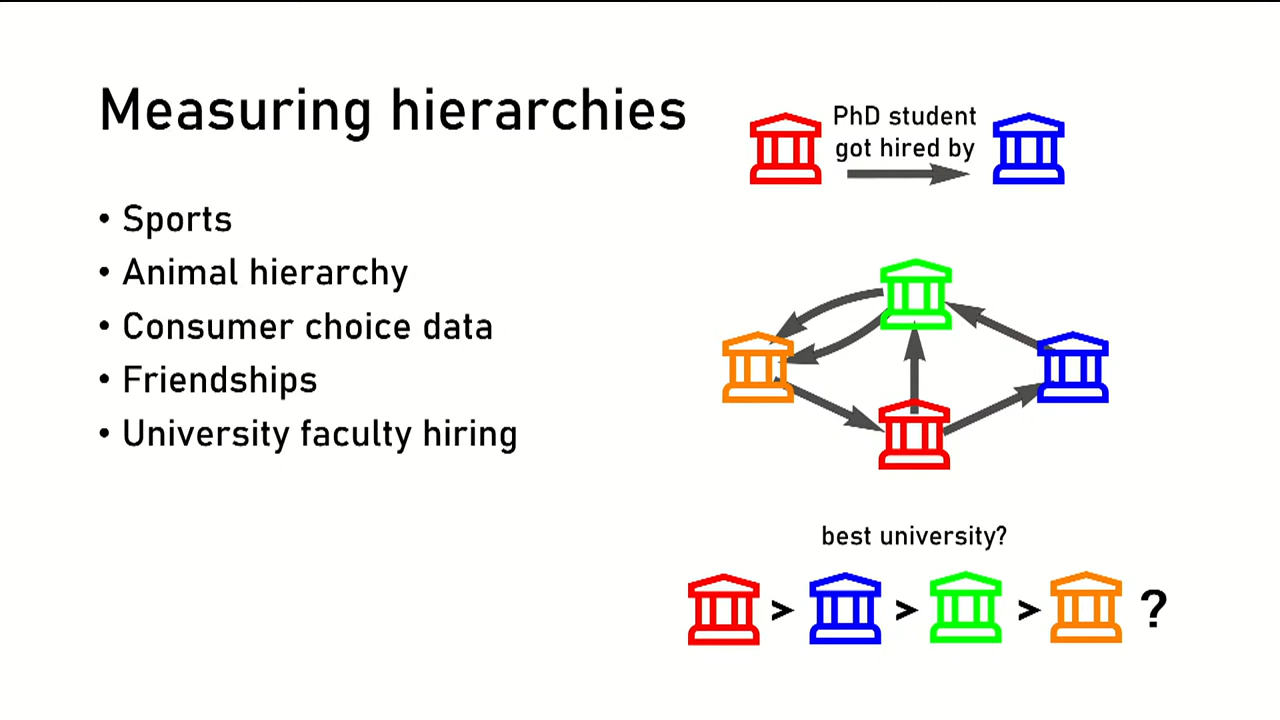 Measuring hierarchies
• Sports
• Animal hierarchy
• Consumer choice data
• Friendships
• University faculty hiring
PhD student
got hired by
best university?
> > > ?